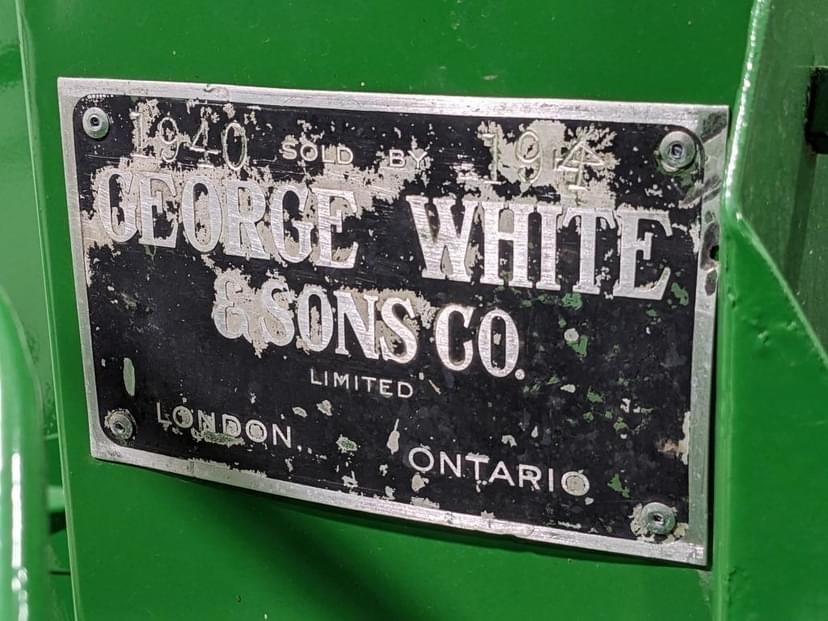 1940 SOLD BY 194
GEORGE WHITE
& SONS CO.
LIMITED
LONDON, ONTARIO